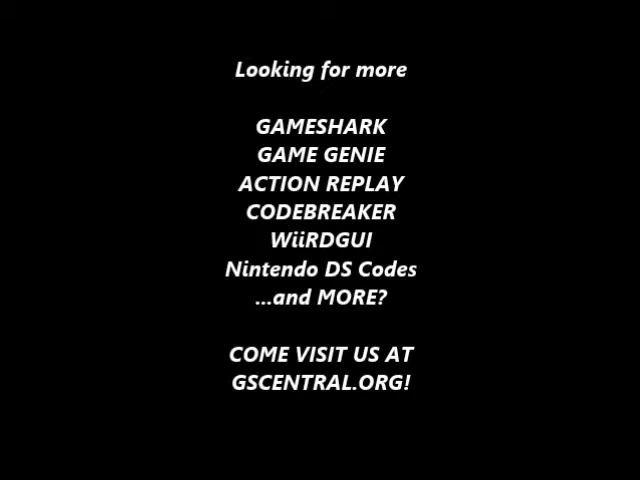 Looking for more
GAMESHARK
GAME GENIE
ACTION REPLAY
CODEBREAKER
WiiRDGUI
Nintendo DS Codes
...and MORE?
COME VISIT US AT
GSCENTRAL.ORG!